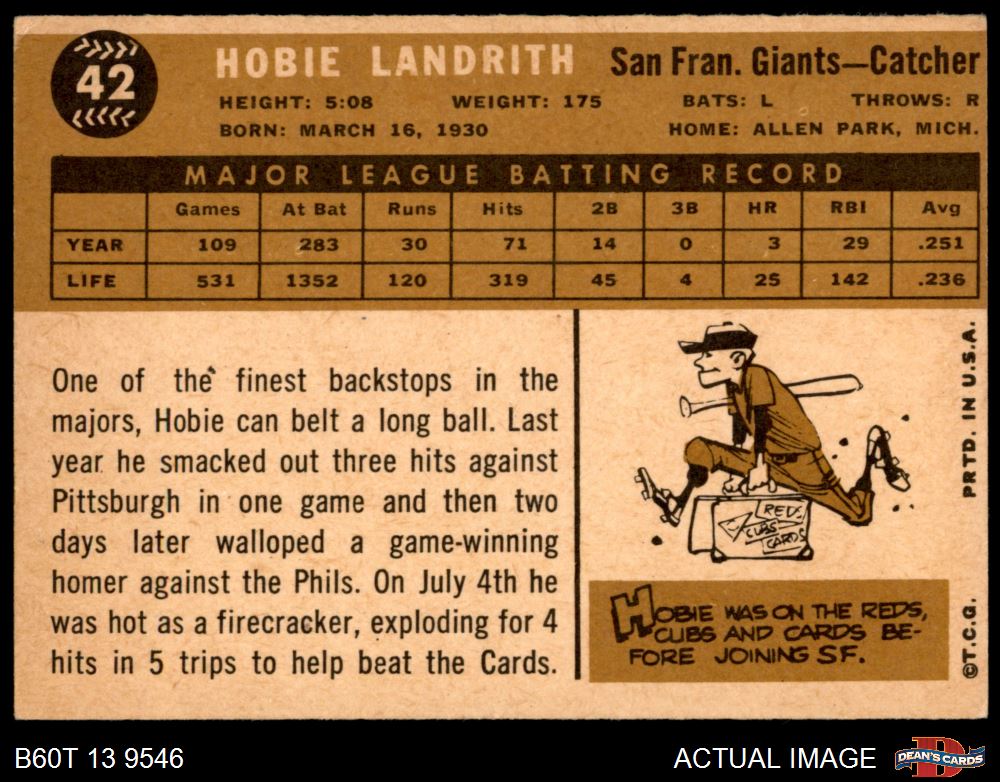 42
HOBIE LANDRITH San Fran. Giants—Catcher
HEIGHT: 5:08 WEIGHT: 175 BATS: L THROWS: R
BORN: MARCH 16, 1930 HOME: ALLEN PARK, MICH.
MAJOR LEAGUE BATTING RECORD
Games At Bat Runs Hits 2B 3B HR RBI Avg
YEAR 109 283 30 71 14 0 3 29 .251
LIFE 531 1352 120 319 45 4 25 142 .236
One of the finest backstops in the
majors, Hobie can belt a long ball. Last
year he smacked out three hits against
Pittsburgh in one game and then two
days later walloped a game-winning
homer against the Phils. On July 4th he
was hot as a firecracker, exploding for 4
hits in 5 trips to help beat the Cards.
REDS
CUBS
CARDS
HOBIE WAS ON THE REDS,
CUBS AND CARDS BE-
FORE JOINING SF.
PRTD. IN U.S.A.
©T.C.G.
B60T 13 9546
ACTUAL IMAGE
D
DEAN'S CARDS